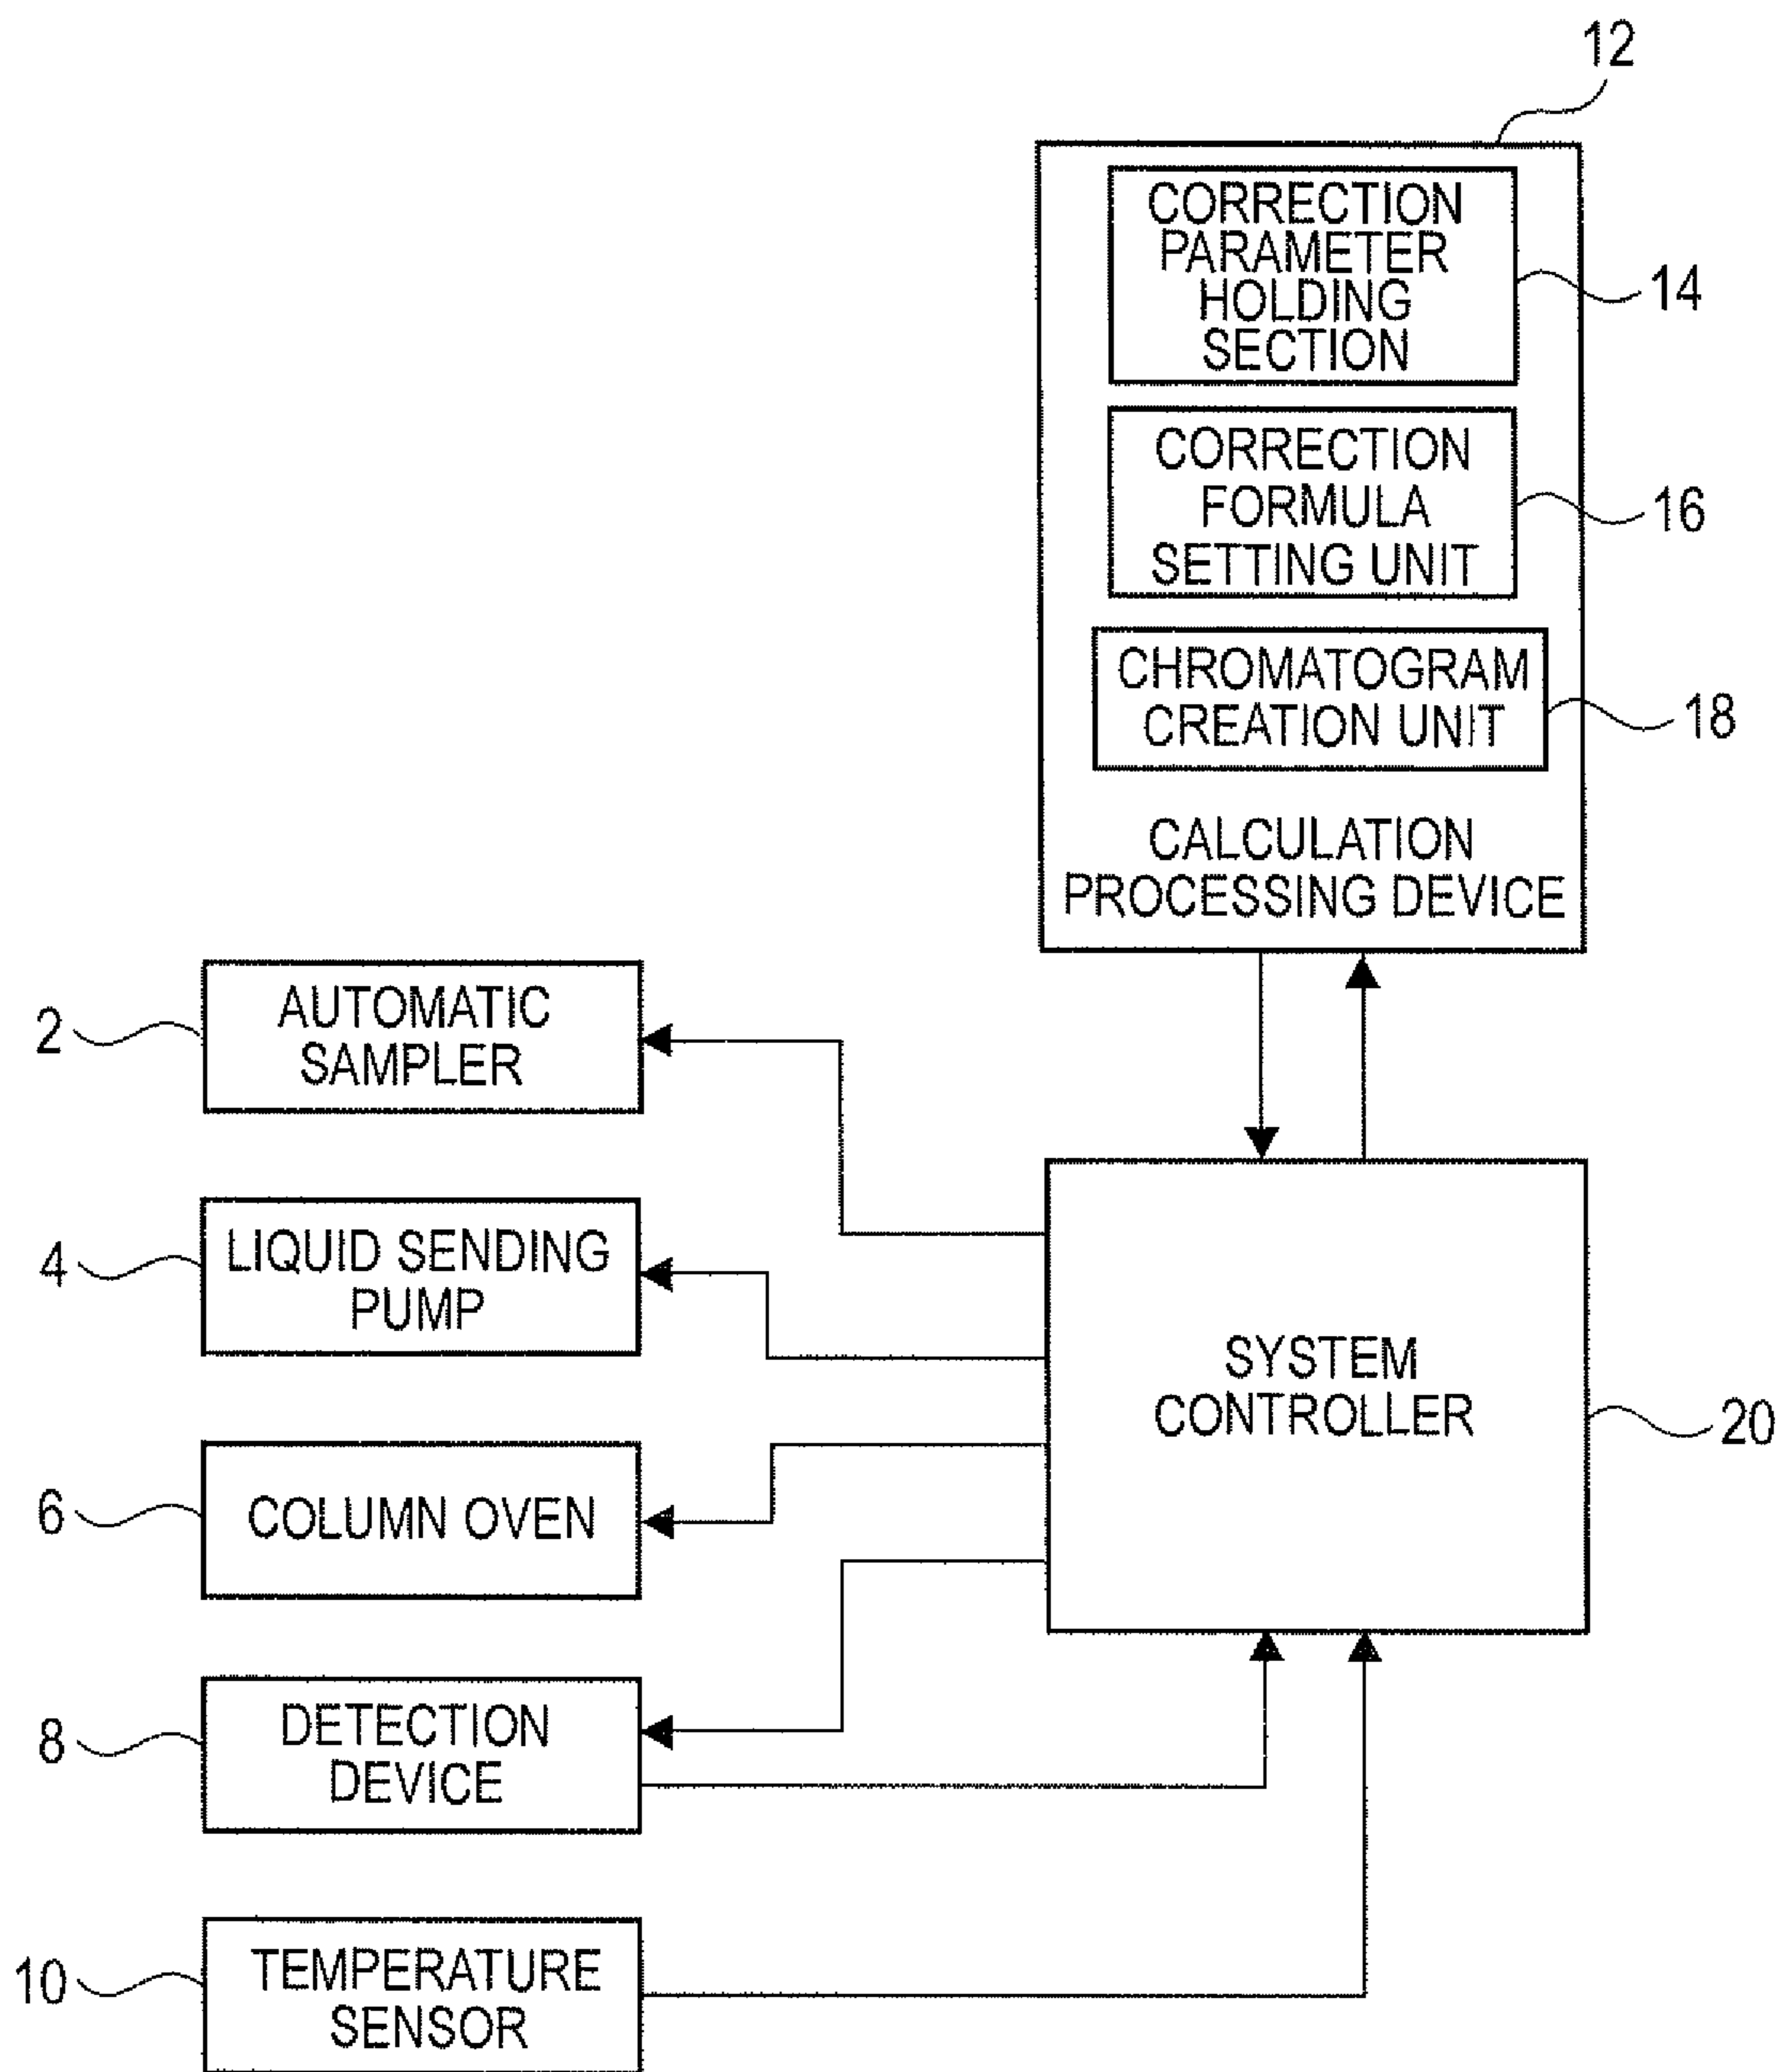 12
CORRECTION
PARAMETER
HOLDING
SECTION
14
CORRECTION
FORMULA
SETTING UNIT
16
CHROMATOGRAM
CREATION UNIT
18
CALCULATION
PROCESSING DEVICE
2
AUTOMATIC
SAMPLER
4
LIQUID SENDING
PUMP
6
COLUMN OVEN
8
DETECTION
DEVICE
10
TEMPERATURE
SENSOR
SYSTEM
CONTROLLER
20